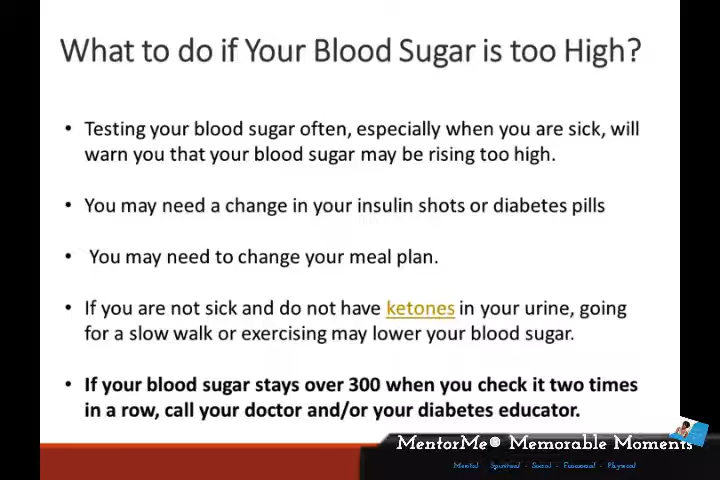 What to do if Your Blood Sugar is too High?
• Testing your blood sugar often, especially when you are sick, will
warn you that your blood sugar may be rising too high.
• You may need a change in your insulin shots or diabetes pills
• You may need to change your meal plan.
• If you are not sick and do not have ketones in your urine, going
for a slow walk or exercising may lower your blood sugar.
• If your blood sugar stays over 300 when you check it two times
in a row, call your doctor and/or your diabetes educator.
MentorMe® Memorable Moments
Mental - Spiritual - Social - Financial - Physical